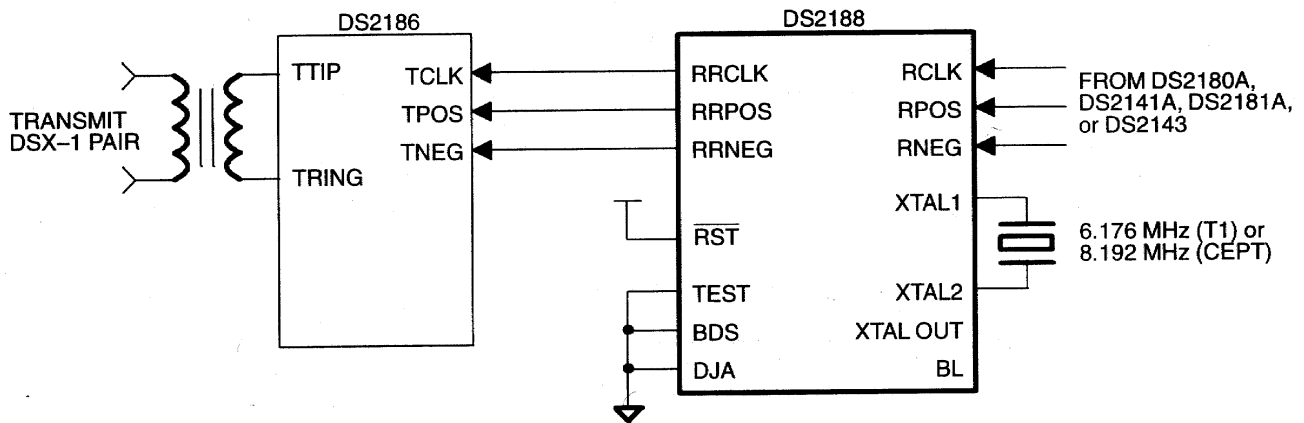 DS2186
DS2188
TTIP
TCLK
RRCLK
RCLK
TPOS
RRPOS
RPOS
TNEG
RRNEG
RNEG
FROM DS2180A,
DS2141A, DS2181A,
or DS2143
TRANSMIT
DSX–1 PAIR
TRING
XTAL1
RST
6.176 MHz (T1) or
8.192 MHz (CEPT)
TEST
XTAL2
BDS
XTAL OUT
DJA
BL